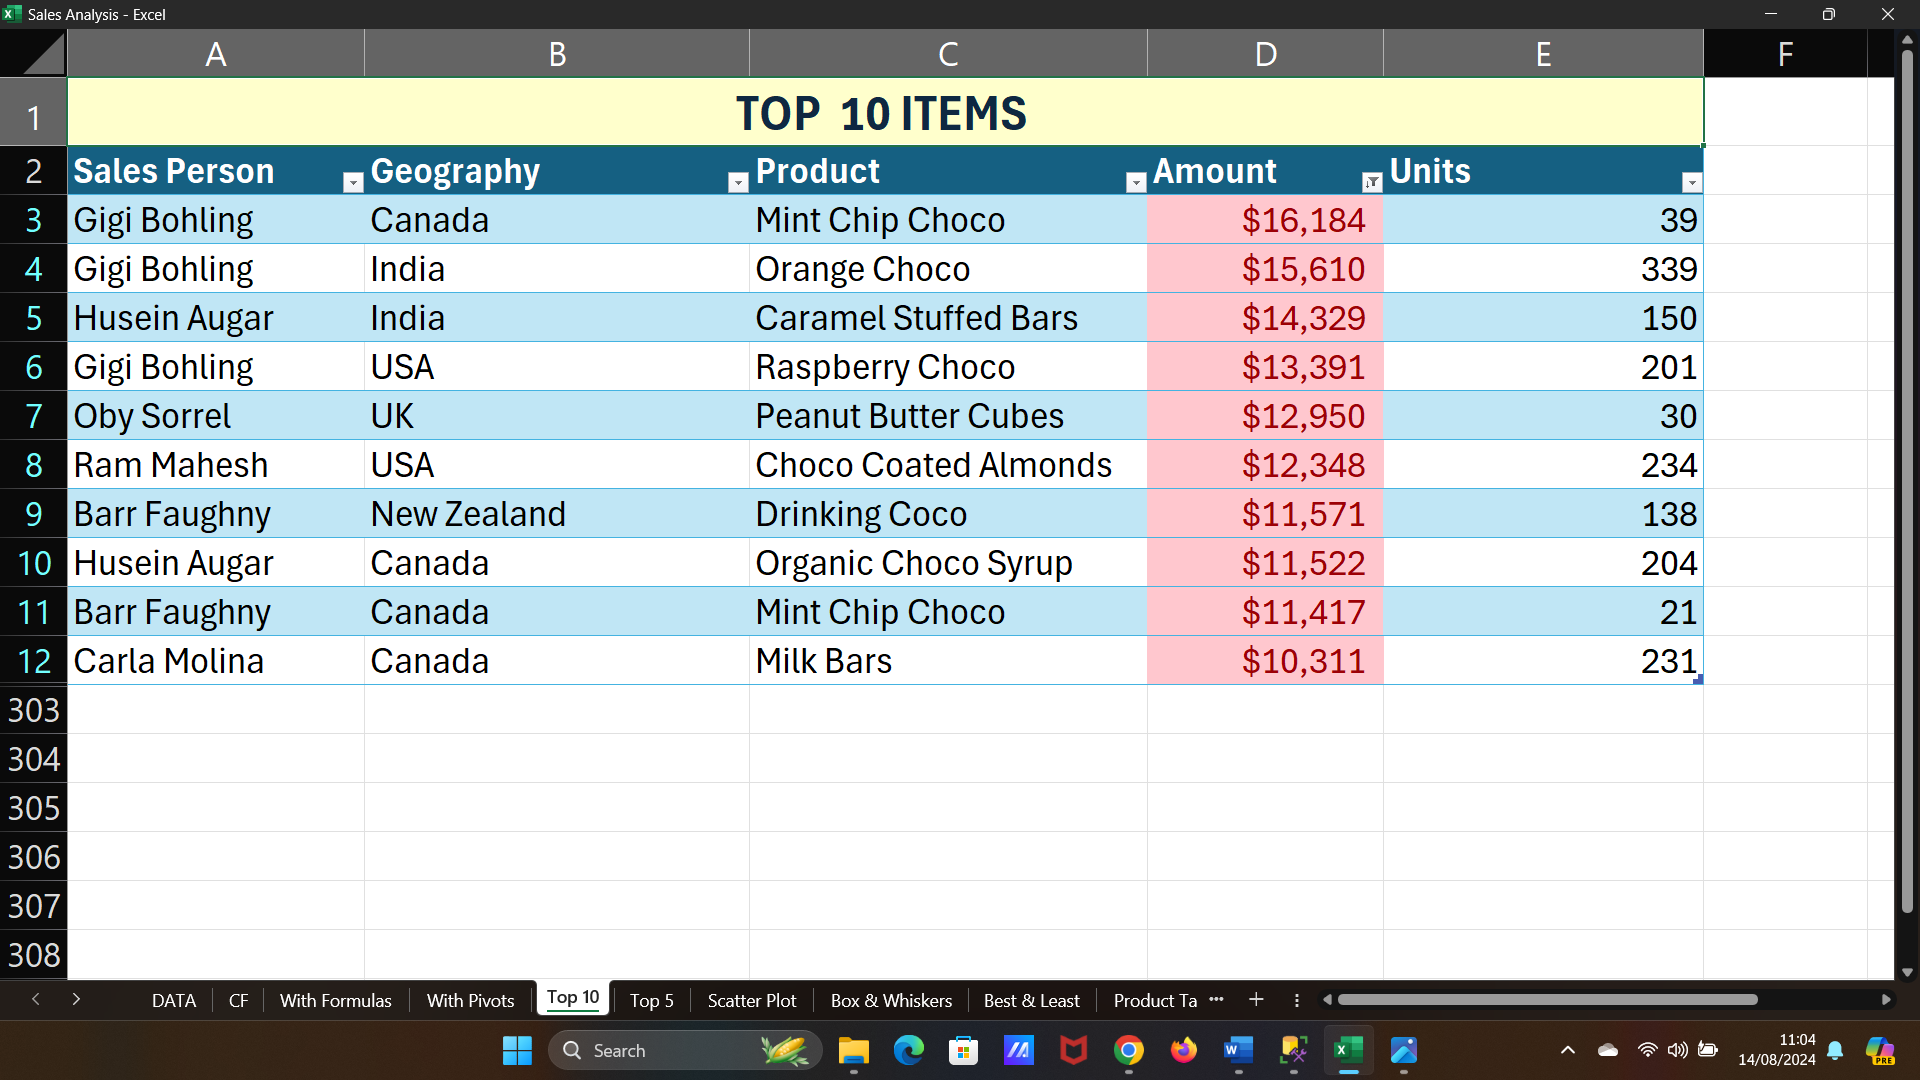 Sales Analysis - Excel
A B C D E F
1 TOP 10 ITEMS
2 Sales Person Geography Product Amount Units
3 Gigi Bohling Canada Mint Chip Choco $16,184 39
4 Gigi Bohling India Orange Choco $15,610 339
5 Husein Augar India Caramel Stuffed Bars $14,329 150
6 Gigi Bohling USA Raspberry Choco $13,391 201
7 Oby Sorrel UK Peanut Butter Cubes $12,950 30
8 Ram Mahesh USA Choco Coated Almonds $12,348 234
9 Barr Faughny New Zealand Drinking Coco $11,571 138
10 Husein Augar Canada Organic Choco Syrup $11,522 204
11 Barr Faughny Canada Mint Chip Choco $11,417 21
12 Carla Molina Canada Milk Bars $10,311 231
303
304
305
306
307
308
DATA CF With Formulas With Pivots Top 10 Top 5 Scatter Plot Box & Whiskers Best & Least Product Ta ...
Search 11:04
14/08/2024
PRE